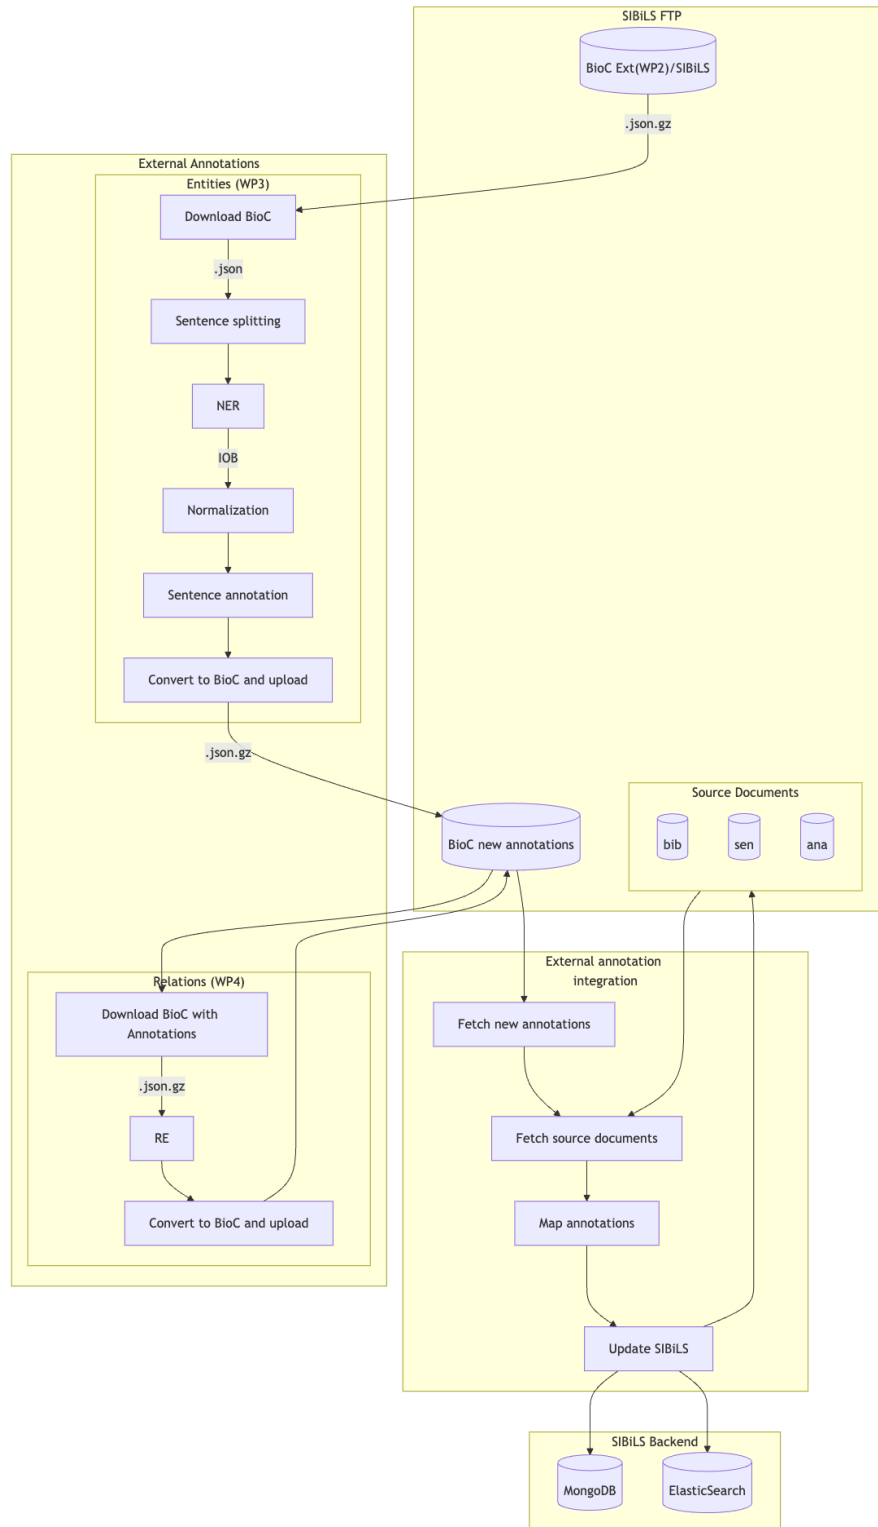 SIBiLS FTP
BioC Ext(WP2)/SIBiLS
.json.gz
External Annotations
Entities (WP3)
Download BioC
.json
Sentence splitting
NER
IOB
Normalization
Sentence annotation
Convert to BioC and upload
.json.gz
BioC new annotations
Source Documents
bib
sen
ana
Relations (WP4)
Download BioC with
Annotations
.json.gz
RE
Convert to BioC and upload
External annotation
integration
Fetch new annotations
Fetch source documents
Map annotations
Update SIBiLS
SIBiLS Backend
MongoDB
ElasticSearch